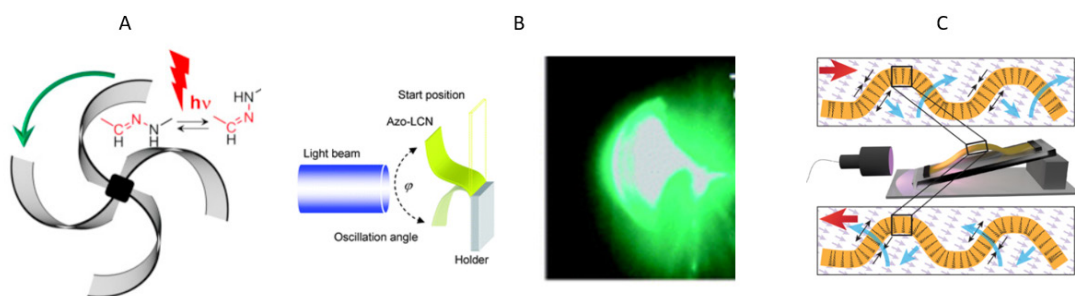 A
B
C
hν
HN
N
N
N
N
H
H
H
Start position
Azo-LCN
Light beam
φ
Oscillation angle
Holder